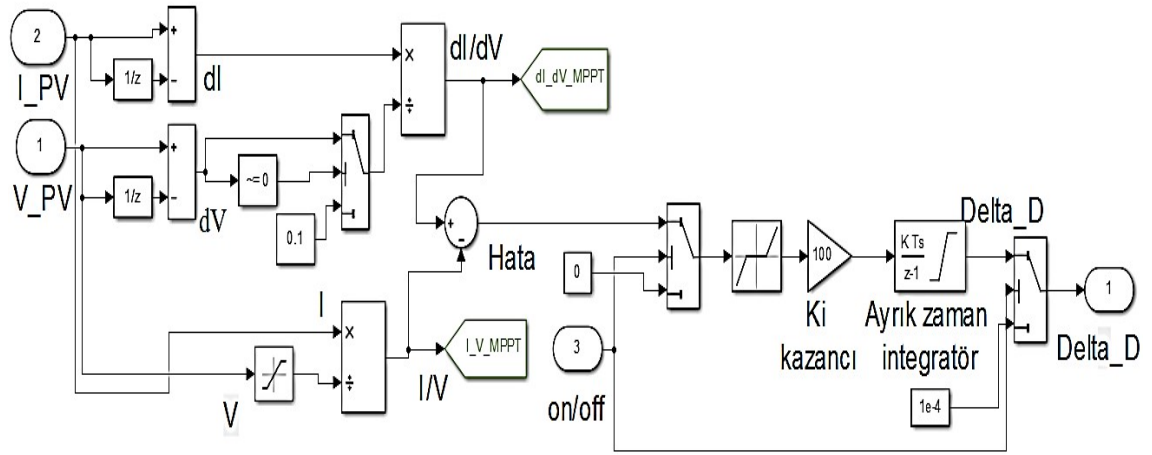 2
I_PV
1/z
+
−
dI
×
÷
dI/dV
dI_dV_MPPT
1
V_PV
1/z
+
−
dV
~= 0
0.1
+
−
Hata
I
×
÷
V
I/V
I_V_MPPT
0
3
on/off
100
Ki
kazancı
K Ts
z-1
Ayrık zaman
integratör
Delta_D
1e-4
1
Delta_D